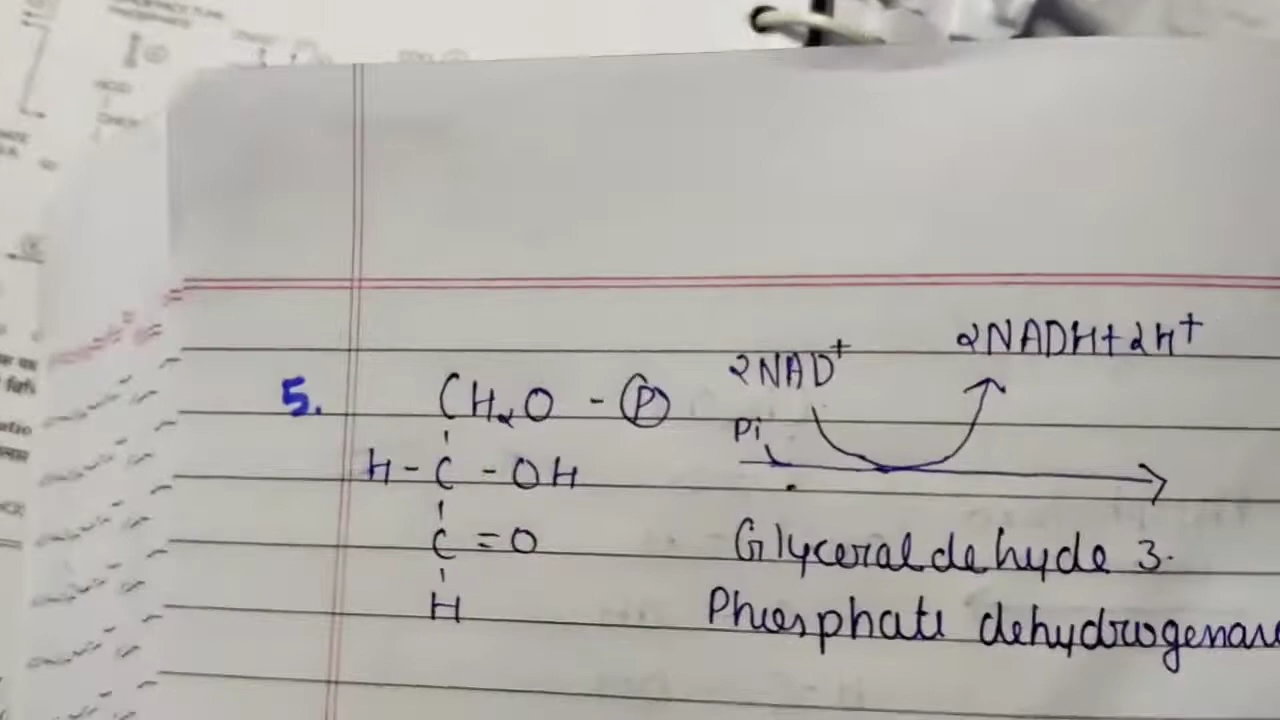 2NAD+ 2NADH+2H+
5. CH2O - P
Pi
H - C - OH
C = O
Glyceraldehyde 3-
H
Phosphate dehydrogenase